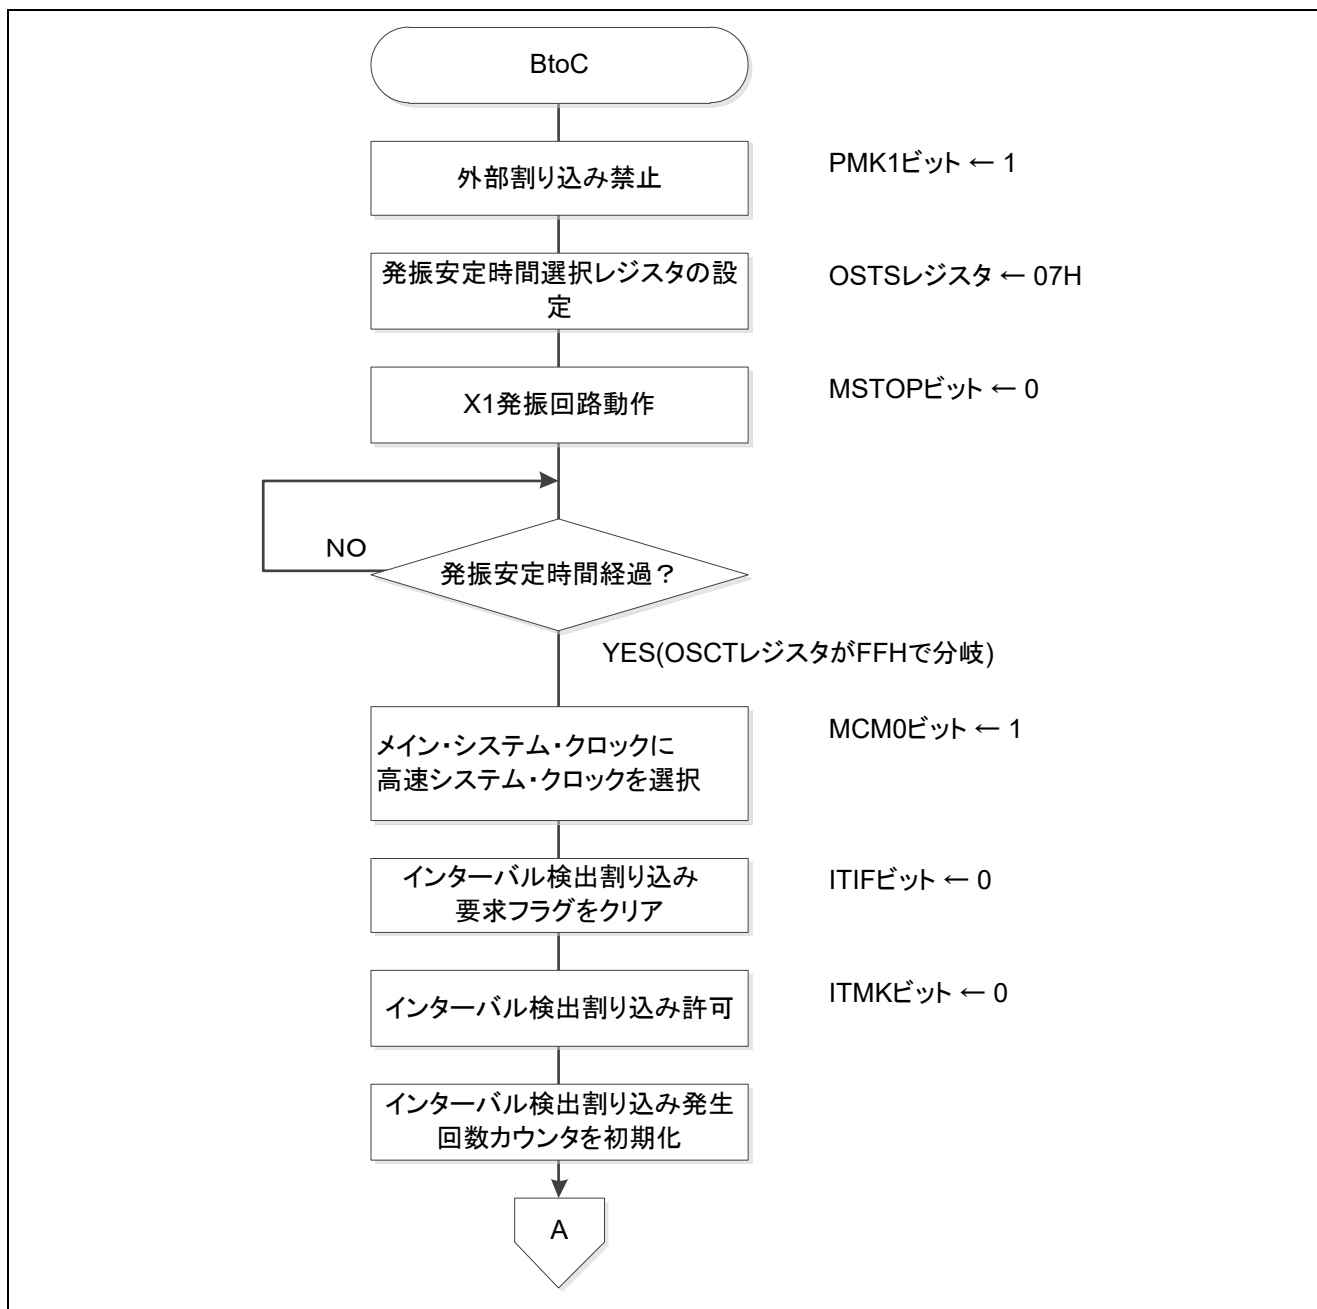 BtoC
外部割り込み禁止
PMK1ビット ← 1
発振安定時間選択レジスタの設
定
OSTSレジスタ ← 07H
X1発振回路動作
MSTOPビット ← 0
NO
発振安定時間経過？
YES(OSCTレジスタがFFHで分岐)
メイン・システム・クロックに
高速システム・クロックを選択
MCM0ビット ← 1
インターバル検出割り込み
要求フラグをクリア
ITIFビット ← 0
インターバル検出割り込み許可
ITMKビット ← 0
インターバル検出割り込み発生
回数カウンタを初期化
A